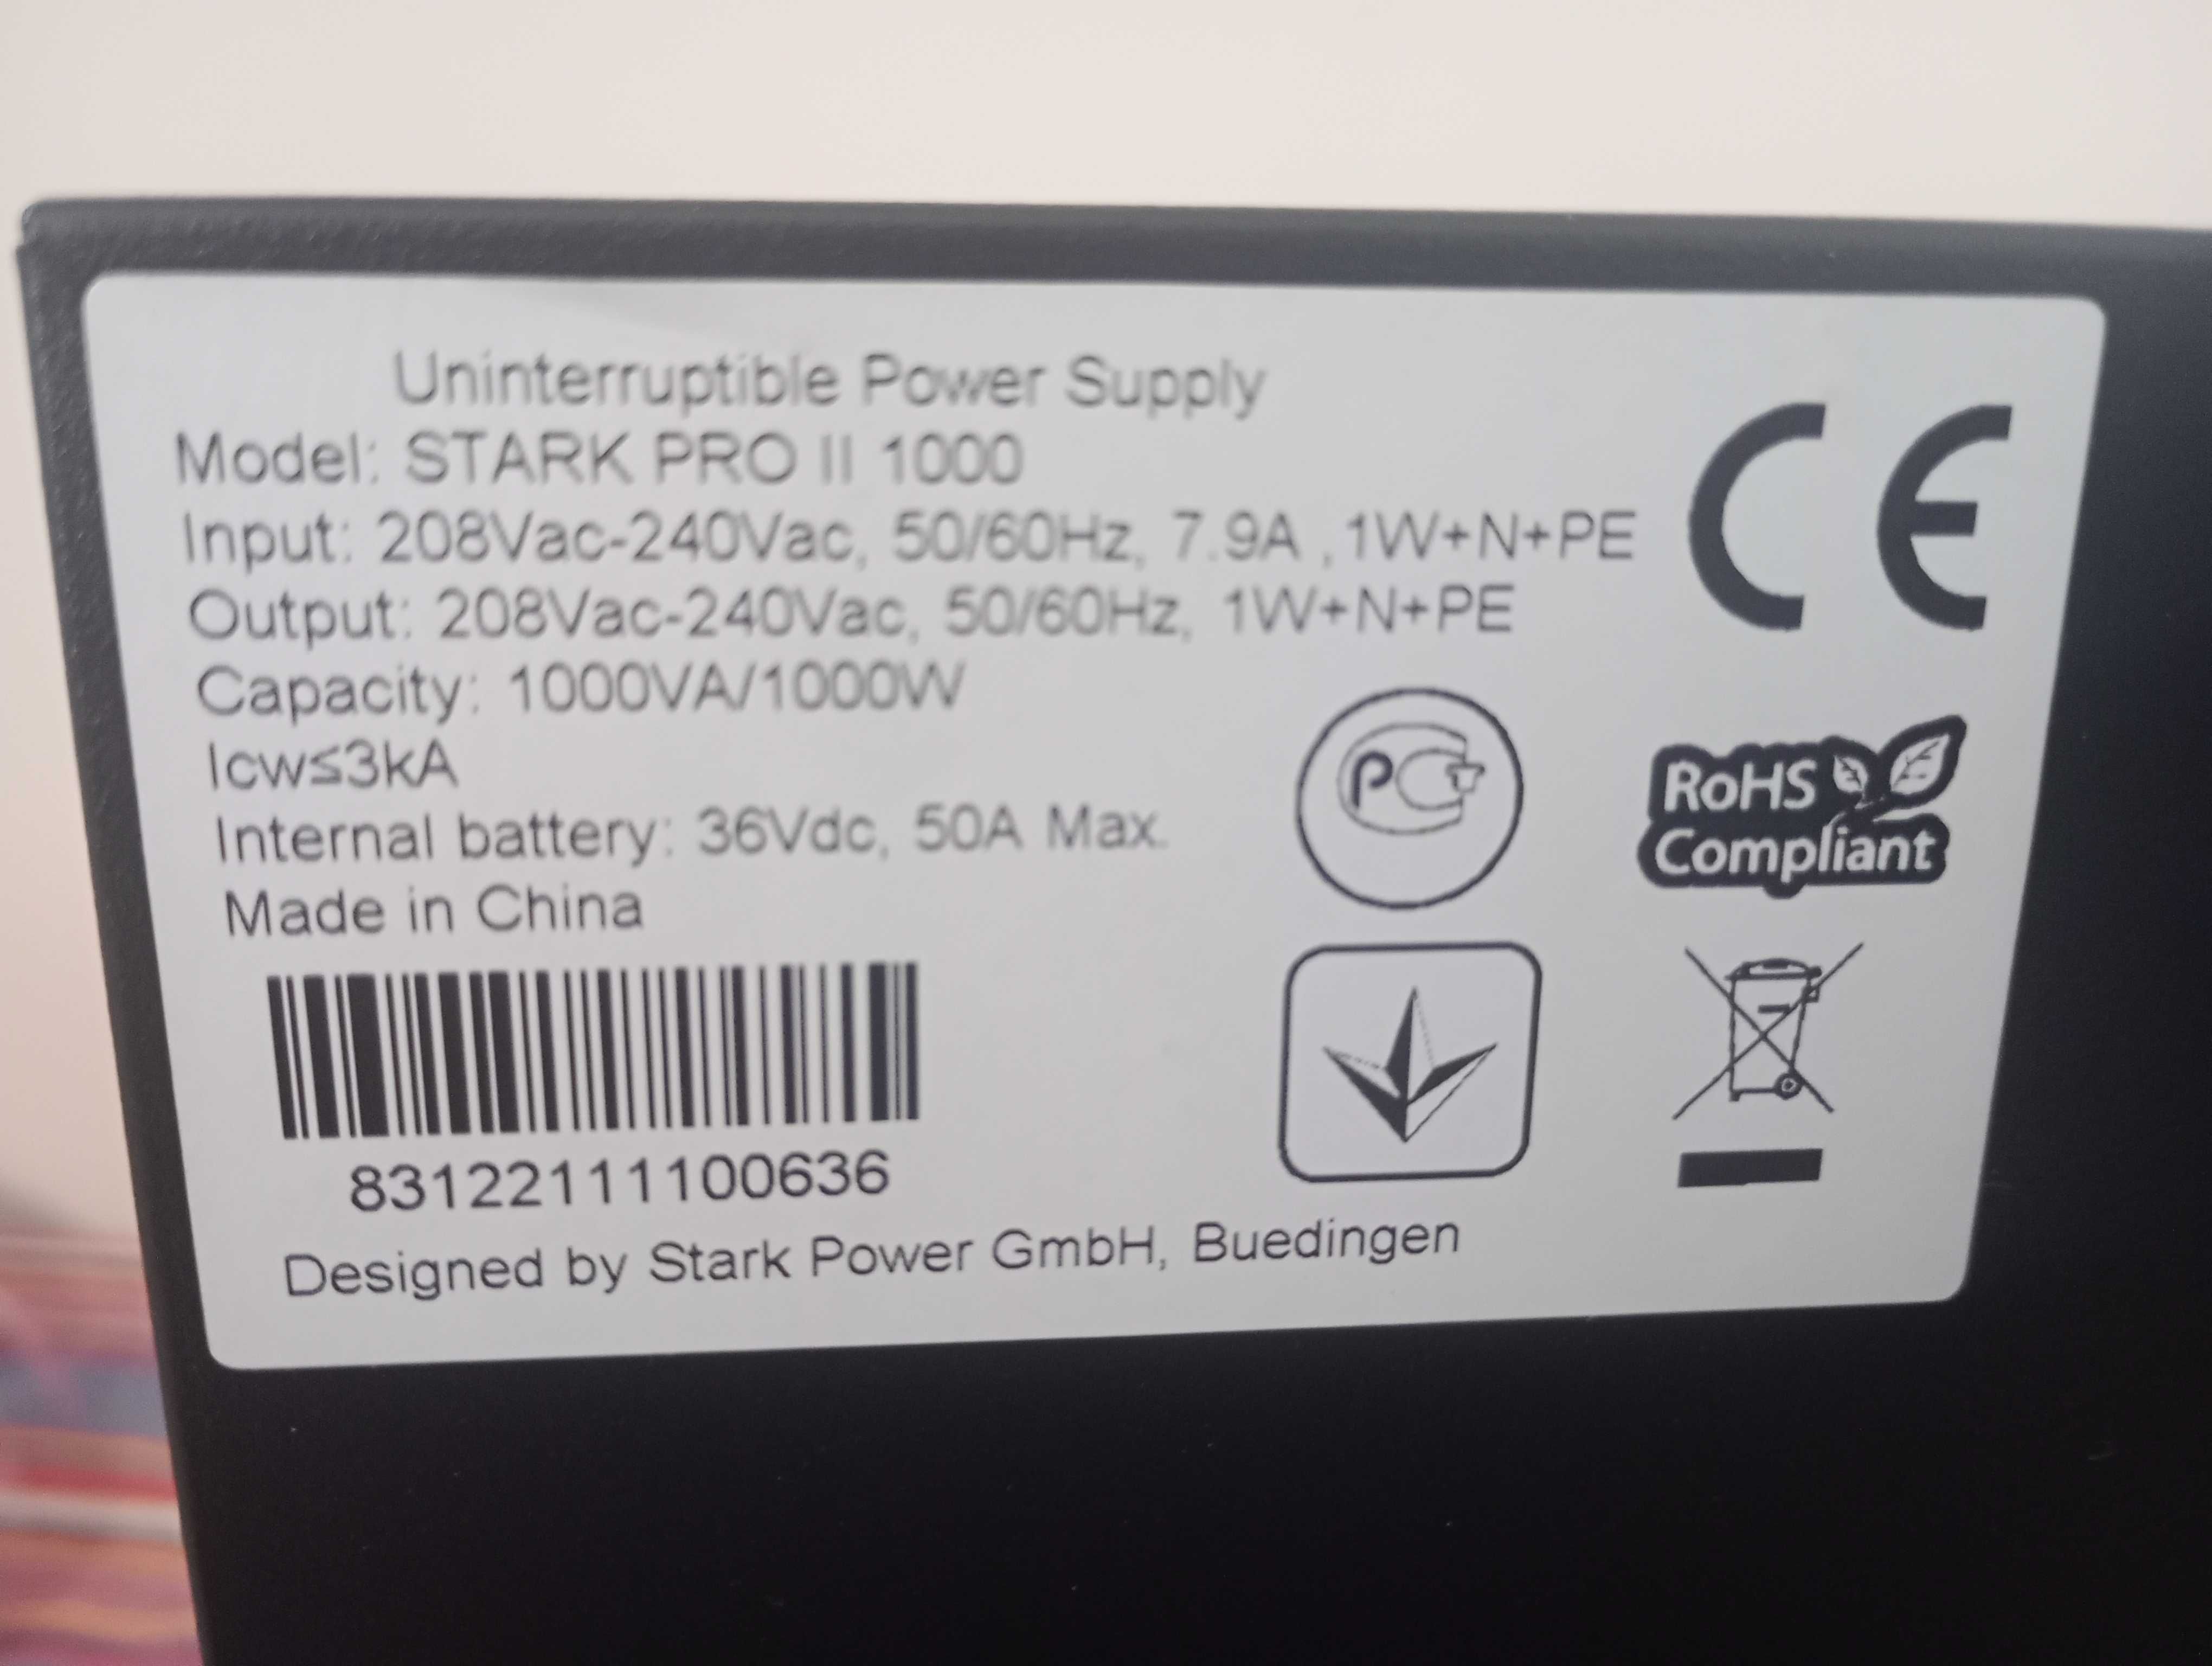 Uninterruptible Power Supply
Model: STARK PRO II 1000
Input: 208Vac-240Vac, 50/60Hz, 7.9A ,1W+N+PE
Output: 208Vac-240Vac, 50/60Hz, 1W+N+PE
Capacity: 1000VA/1000W
Icw≤3kA
Internal battery: 36Vdc, 50A Max.
Made in China
83122111100636
Designed by Stark Power GmbH, Buedingen
CE
РСТ
RoHS
Compliant